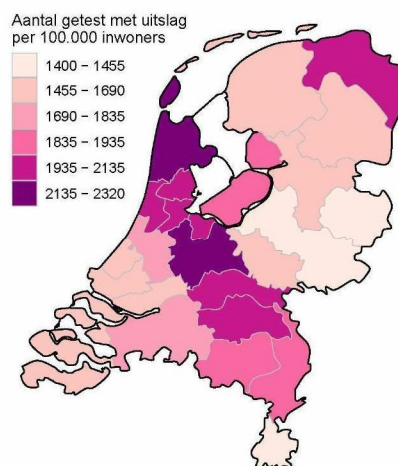 Aantal getest met uitslag
per 100.000 inwoners
1400 – 1455
1455 – 1690
1690 – 1835
1835 – 1935
1935 – 2135
2135 – 2320